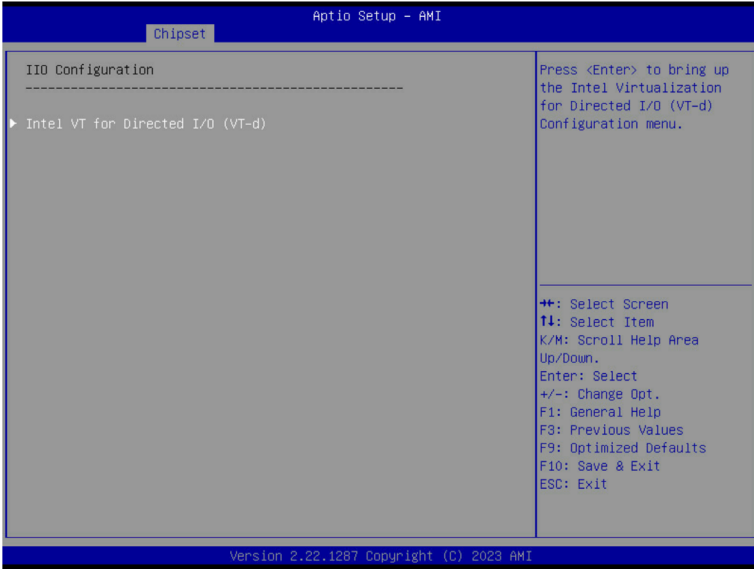 Aptio Setup – AMI
Chipset
IIO Configuration
--------------------------------------------------
▶ Intel VT for Directed I/O (VT-d)
Press <Enter> to bring up
the Intel Virtualization
for Directed I/O (VT-d)
Configuration menu.
→←: Select Screen
↑↓: Select Item
K/M: Scroll Help Area
Up/Down.
Enter: Select
+/-: Change Opt.
F1: General Help
F3: Previous Values
F9: Optimized Defaults
F10: Save & Exit
ESC: Exit
Version 2.22.1287 Copyright (C) 2023 AMI